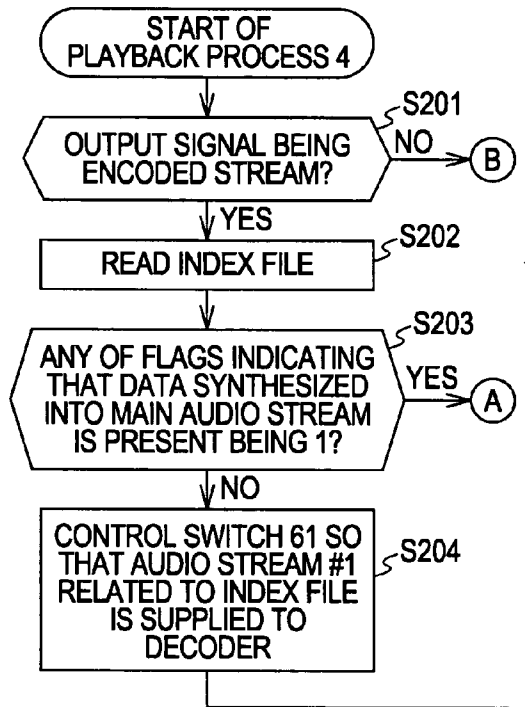 START OF
PLAYBACK PROCESS 4
S201
OUTPUT SIGNAL BEING
ENCODED STREAM?
NO
B
YES
S202
READ INDEX FILE
S203
ANY OF FLAGS INDICATING
THAT DATA SYNTHESIZED
INTO MAIN AUDIO STREAM
IS PRESENT BEING 1?
YES
A
NO
CONTROL SWITCH 61 SO
THAT AUDIO STREAM #1
RELATED TO INDEX FILE
IS SUPPLIED TO
DECODER
S204